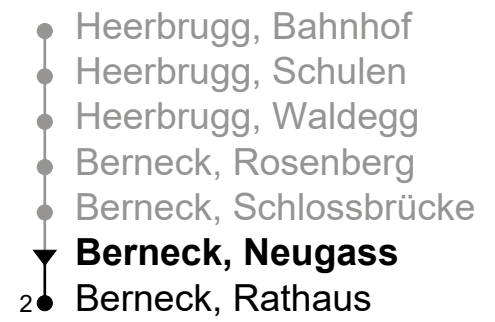 Heerbrugg, Bahnhof
Heerbrugg, Schulen
Heerbrugg, Waldegg
Berneck, Rosenberg
Berneck, Schlossbrücke
Berneck, Neugass
2 Berneck, Rathaus